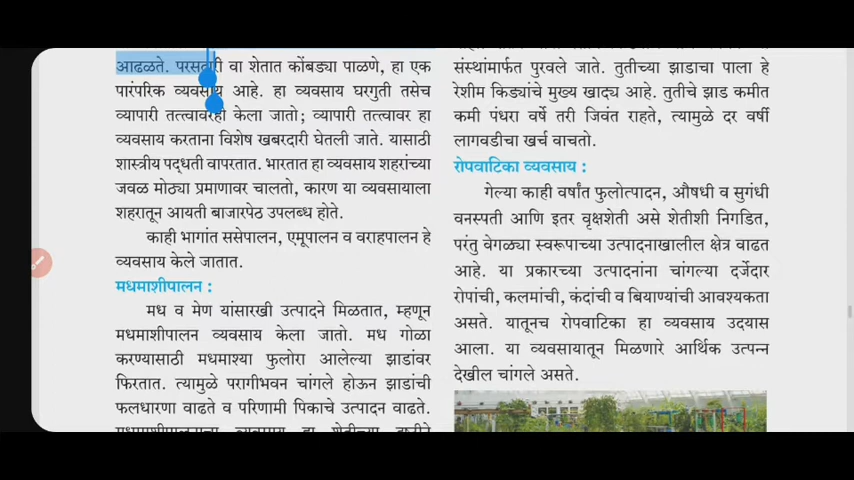 आढळते. परसदारी वा शेतात कोंबड्या पाळणे, हा एक
पारंपरिक व्यवसाय आहे. हा व्यवसाय घरगुती तसेच
व्यापारी तत्त्वावरही केला जातो; व्यापारी तत्त्वावर हा
व्यवसाय करताना विशेष खबरदारी घेतली जाते. यासाठी
शास्त्रीय पद्धती वापरतात. भारतात हा व्यवसाय शहरांच्या
जवळ मोठ्या प्रमाणावर चालतो, कारण या व्यवसायाला
शहरातून आयती बाजारपेठ उपलब्ध होते.
काही भागांत ससेपालन, एमूपालन व वराहपालन हे
व्यवसाय केले जातात.
मधमाशीपालन :
मध व मेण यांसारखी उत्पादने मिळतात, म्हणून
मधमाशीपालन व्यवसाय केला जातो. मध गोळा
करण्यासाठी मधमाश्या फुलोरा आलेल्या झाडांवर
फिरतात. त्यामुळे परागीभवन चांगले होऊन झाडांची
फलधारणा वाढते व परिणामी पिकाचे उत्पादन वाढते.
संस्थांमार्फत पुरवले जाते. तुतीच्या झाडाचा पाला हे
रेशीम किड्यांचे मुख्य खाद्य आहे. तुतीचे झाड कमीत
कमी पंधरा वर्षे तरी जिवंत राहते, त्यामुळे दर वर्षी
लागवडीचा खर्च वाचतो.
रोपवाटिका व्यवसाय :
गेल्या काही वर्षांत फुलोत्पादन, औषधी व सुगंधी
वनस्पती आणि इतर वृक्षशेती असे शेतीशी निगडित,
परंतु वेगळ्या स्वरूपाच्या उत्पादनाखालील क्षेत्र वाढत
आहे. या प्रकारच्या उत्पादनांना चांगल्या दर्जेदार
रोपांची, कलमांची, कंदांची व बियाण्यांची आवश्यकता
असते. यातूनच रोपवाटिका हा व्यवसाय उदयास
आला. या व्यवसायातून मिळणारे आर्थिक उत्पन्न
देखील चांगले असते.